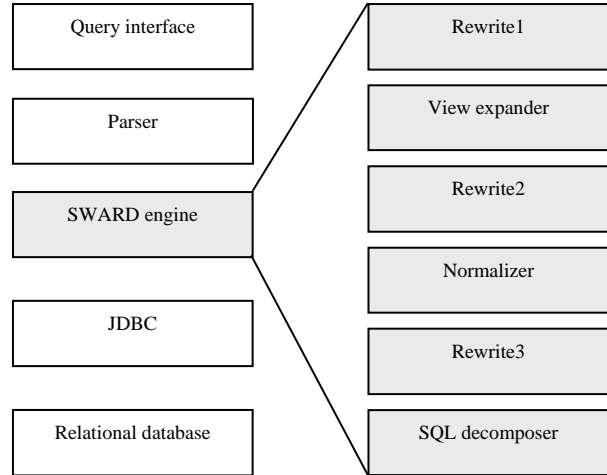 Query interface
Parser
SWARD engine
JDBC
Relational database
Rewrite1
View expander
Rewrite2
Normalizer
Rewrite3
SQL decomposer